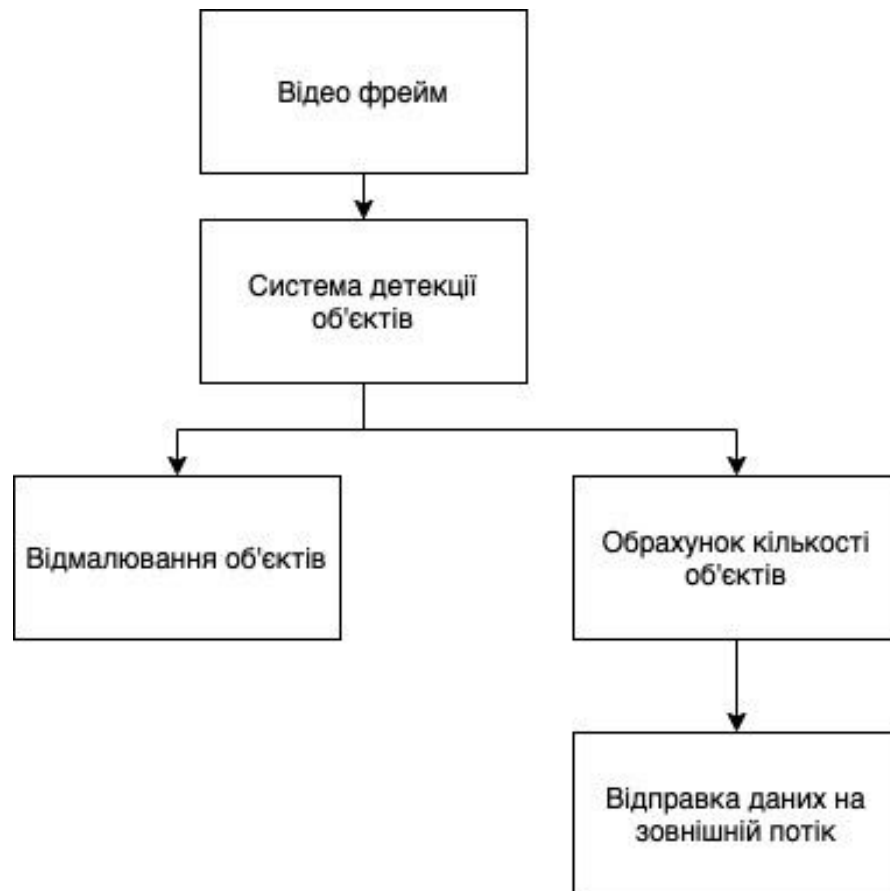 Відео фрейм
Система детекції
об'єктів
Відмалювання об'єктів
Обрахунок кількості
об'єктів
Відправка даних на
зовнішній потік